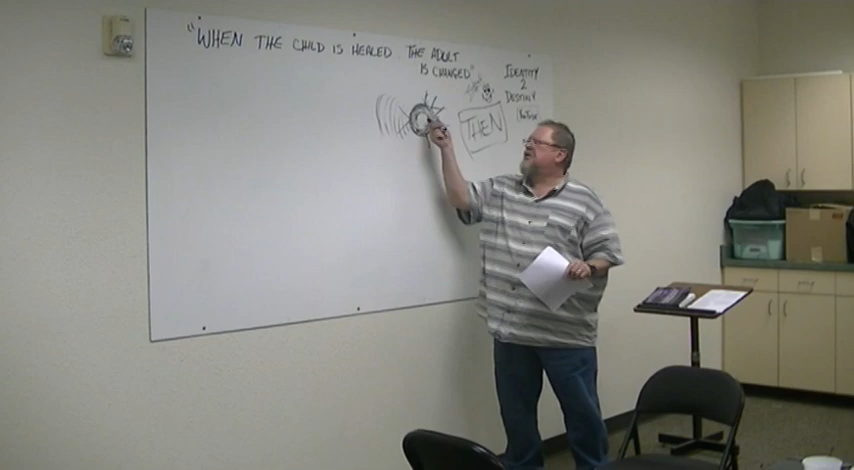 "WHEN THE CHILD IS HEALED THE ADULT
IS CHANGED"
IDENTITY
2
DESTINY
THEN